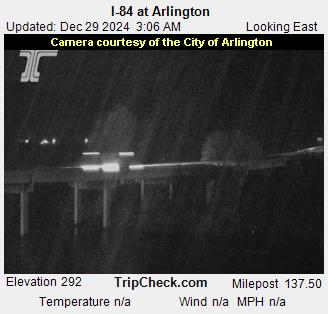 I-84 at Arlington
Updated: Dec 29 2024 3:06 AM Looking East
Camera courtesy of the City of Arlington
Elevation 292 TripCheck.com Milepost 137.50
Temperature n/a Wind n/a MPH n/a